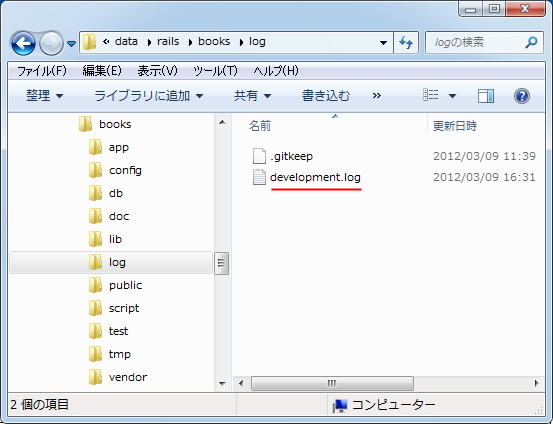 « data rails books log
logの検索
ファイル(F) 編集(E) 表示(V) ツール(T) ヘルプ(H)
整理 ライブラリに追加 共有 書き込む »
books
app
config
db
doc
lib
log
public
script
test
tmp
vendor
名前 更新日時
.gitkeep 2012/03/09 11:39
development.log 2012/03/09 16:31
2 個の項目 コンピューター